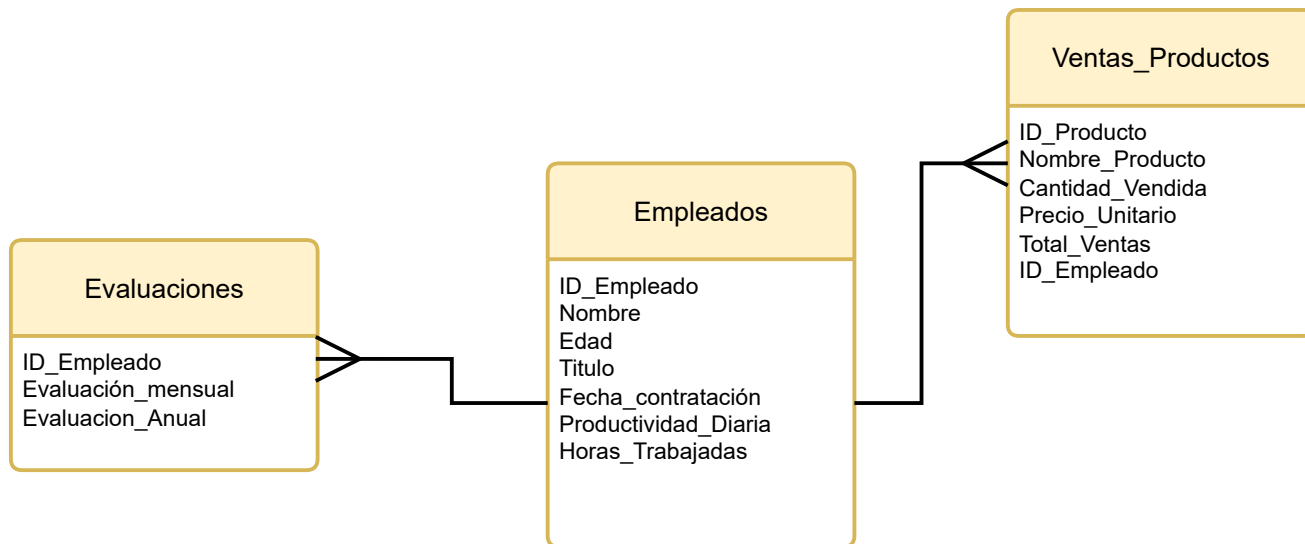 Evaluaciones
ID_Empleado
Evaluación_mensual
Evaluacion_Anual
Empleados
ID_Empleado
Nombre
Edad
Titulo
Fecha_contratación
Productividad_Diaria
Horas_Trabajadas
Ventas_Productos
ID_Producto
Nombre_Producto
Cantidad_Vendida
Precio_Unitario
Total_Ventas
ID_Empleado